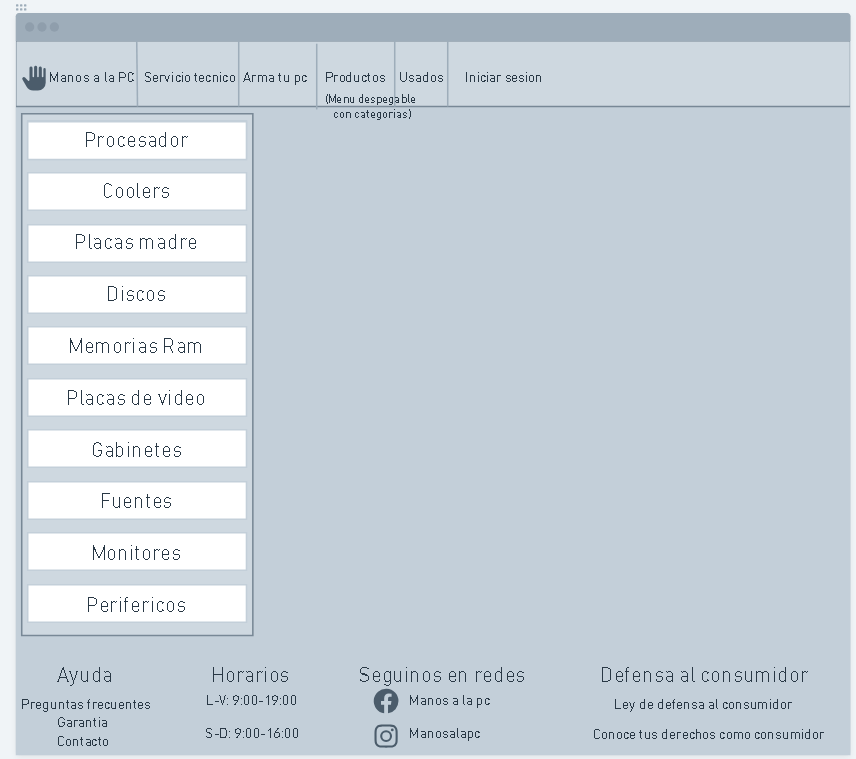 Manos a la PC Servicio tecnico Arma tu pc Productos Usados Iniciar sesion
(Menu despegable
con categorias)
Procesador
Coolers
Placas madre
Discos
Memorias Ram
Placas de video
Gabinetes
Fuentes
Monitores
Perifericos
Ayuda
Preguntas frecuentes
Garantia
Contacto
Horarios
L-V: 9:00-19:00
S-D: 9:00-16:00
Seguinos en redes
Manos a la pc
Manosalapc
Defensa al consumidor
Ley de defensa al consumidor
Conoce tus derechos como consumidor